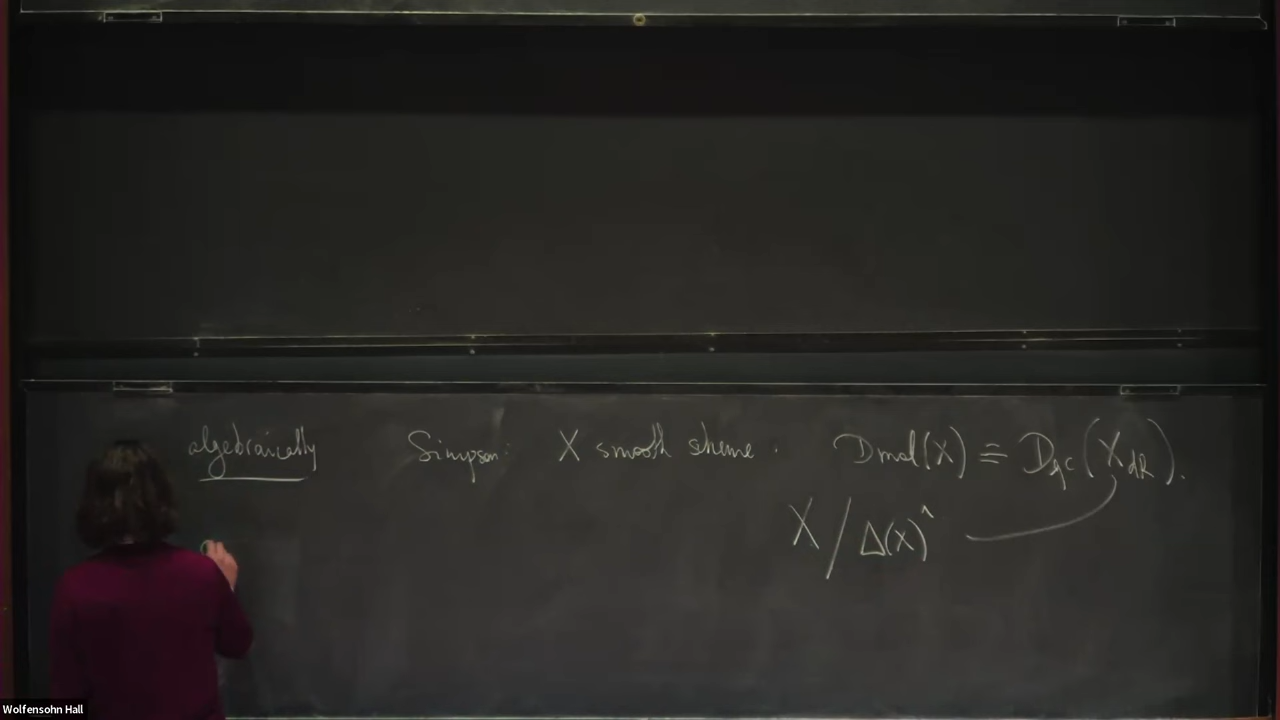 algebraically Simpson: X smooth scheme. Dmod(X) ≅ D_qc(X_dR).
X/Δ(X)^
Wolfensohn Hall